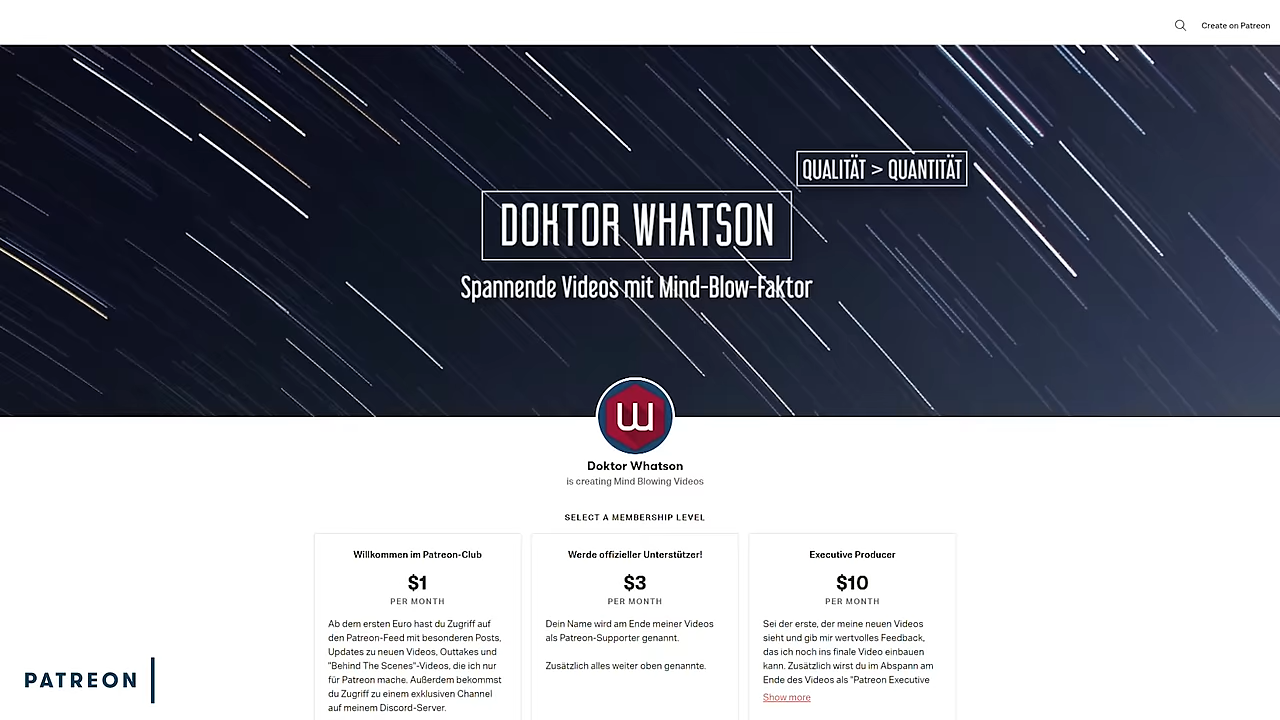 Create on Patreon
QUALITÄT > QUANTITÄT
DOKTOR WHATSON
Spannende Videos mit Mind-Blow-Faktor
W
Doktor Whatson
is creating Mind Blowing Videos
SELECT A MEMBERSHIP LEVEL
Willkommen im Patreon-Club
$1
PER MONTH
Ab dem ersten Euro hast du Zugriff auf
den Patreon-Feed mit besonderen Posts,
Updates zu neuen Videos, Outtakes und
"Behind The Scenes"-Videos, die ich nur
für Patreon mache. Außerdem bekommst
du Zugriff zu einem exklusiven Channel
auf meinem Discord-Server.
Werde offizieller Unterstützer!
$3
PER MONTH
Dein Name wird am Ende meiner Videos
als Patreon-Supporter genannt.
Zusätzlich alles weiter oben genannte.
Executive Producer
$10
PER MONTH
Sei der erste, der meine neuen Videos
sieht und gib mir wertvolles Feedback,
das ich noch ins finale Video einbauen
kann. Zusätzlich wirst du im Abspann am
Ende des Videos als "Patreon Executive
Show more
PATREON